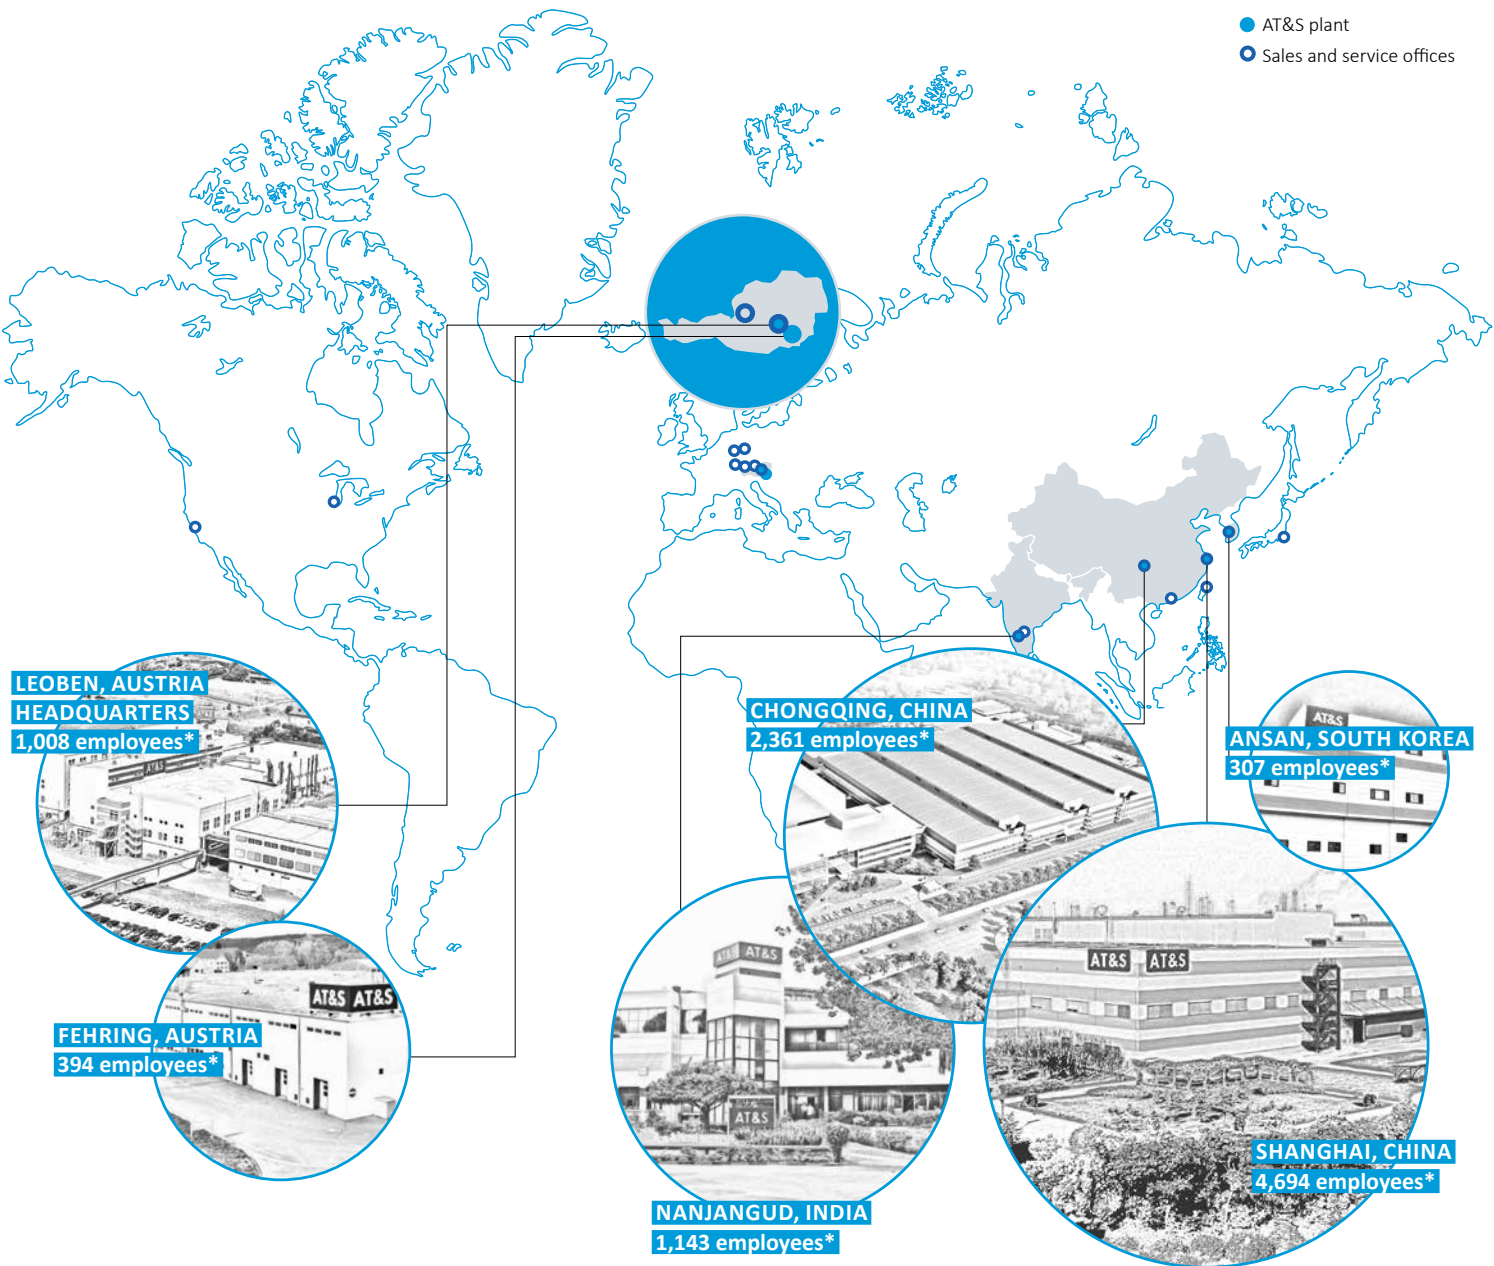 AT&S plant
Sales and service offices
LEOBEN, AUSTRIA
HEADQUARTERS
1,008 employees*
AT&S
CHONGQING, CHINA
2,361 employees*
AT&S
ANSAN, SOUTH KOREA
307 employees*
FEHRING, AUSTRIA
394 employees*
AT&S AT&S
AT&S AT&S
AT&S
NANJANGUD, INDIA
1,143 employees*
AT&S AT&S
SHANGHAI, CHINA
4,694 employees*